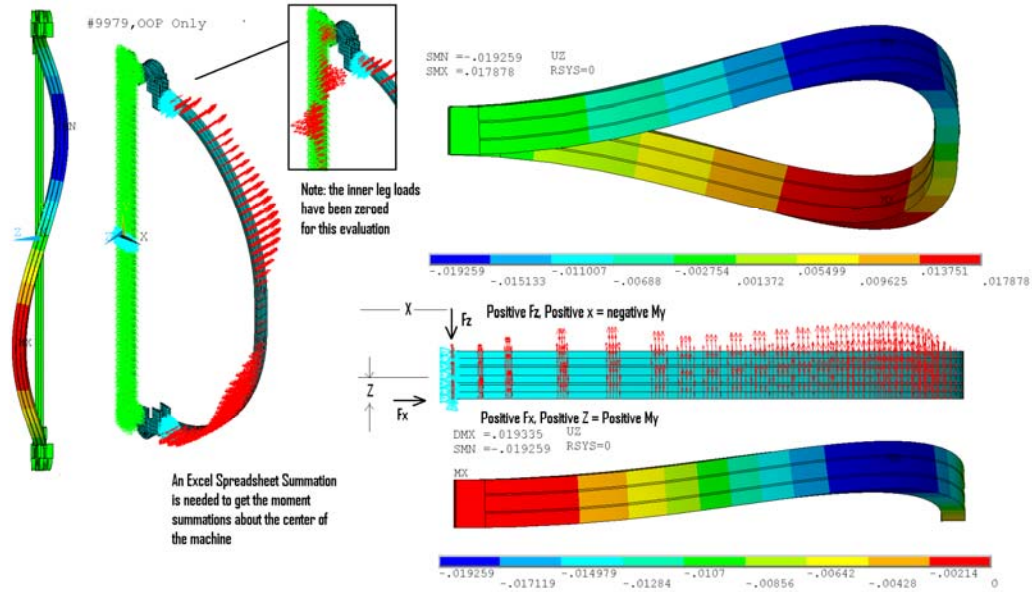 #9979,OOP Only
SMN =-.019259 UZ
SMX =.017878 RSYS=0
N
Z
X
MX
Note: the inner leg loads
have been zeroed
for this evaluation
-.019259 -.011007 -.002754 .005499 .013751
-.015133 -.00688 .001372 .009625 .017878
X
Fz
Positive Fz, Positive x = negative My
Z
Fx
Positive Fx, Positive Z = Positive My
DMX =.019335 UZ
SMN =-.019259 RSYS=0
MX
An Excel Spreadsheet Summation
is needed to get the moment
summations about the center of
the machine
-.019259 -.014979 -.0107 -.00642 -.00214
-.017119 -.01284 -.00856 -.00428 0